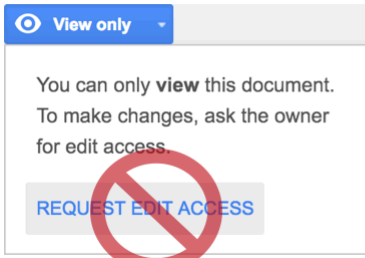 View only
You can only view this document.
To make changes, ask the owner
for edit access.
REQUEST EDIT ACCESS